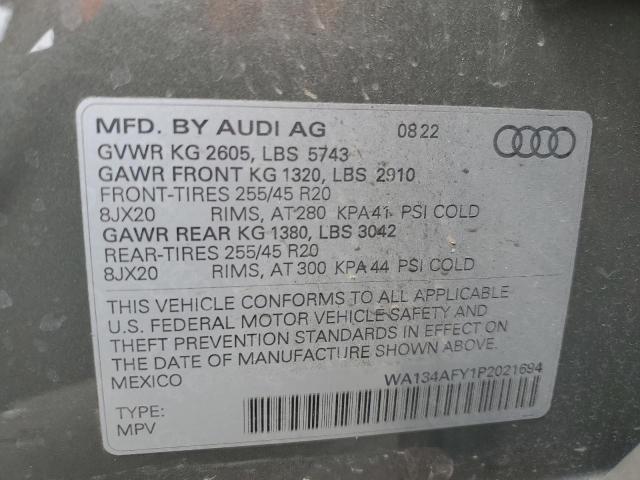 MFD. BY AUDI AG 0822
GVWR KG 2605, LBS 5743
GAWR FRONT KG 1320, LBS 2910
FRONT-TIRES 255/45 R20
8JX20 RIMS, AT 280 KPA 41 PSI COLD
GAWR REAR KG 1380, LBS 3042
REAR-TIRES 255/45 R20
8JX20 RIMS, AT 300 KPA 44 PSI COLD
THIS VEHICLE CONFORMS TO ALL APPLICABLE
U.S. FEDERAL MOTOR VEHICLE SAFETY AND
THEFT PREVENTION STANDARDS IN EFFECT ON
THE DATE OF MANUFACTURE SHOWN ABOVE.
MEXICO WA134AFY1P2021694
TYPE:
MPV